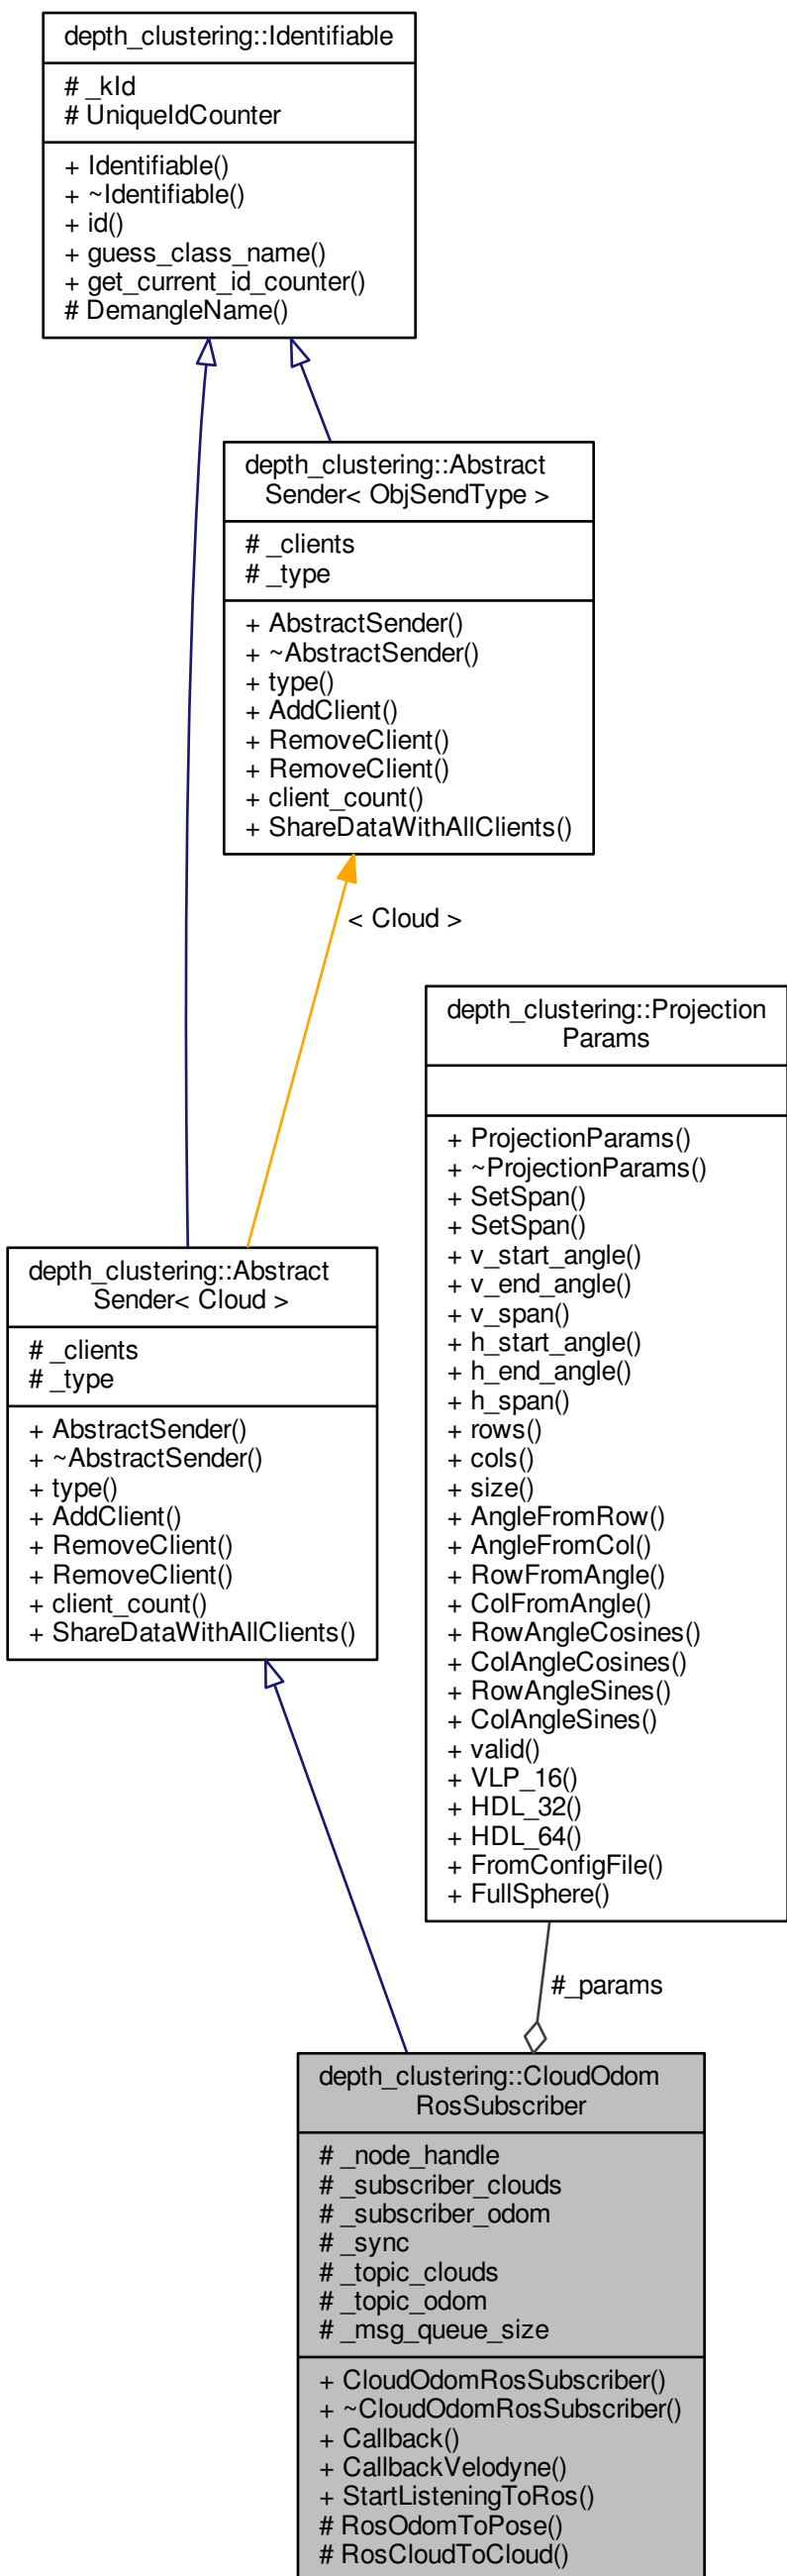 depth_clustering::Identifiable
# _kId
# UniqueIdCounter
+ Identifiable()
+ ~Identifiable()
+ id()
+ guess_class_name()
+ get_current_id_counter()
# DemangleName()
depth_clustering::Abstract
Sender< ObjSendType >
# _clients
# _type
+ AbstractSender()
+ ~AbstractSender()
+ type()
+ AddClient()
+ RemoveClient()
+ RemoveClient()
+ client_count()
+ ShareDataWithAllClients()
< Cloud >
depth_clustering::Projection
Params
+ ProjectionParams()
+ ~ProjectionParams()
+ SetSpan()
+ SetSpan()
+ v_start_angle()
+ v_end_angle()
+ v_span()
+ h_start_angle()
+ h_end_angle()
+ h_span()
+ rows()
+ cols()
+ size()
+ AngleFromRow()
+ AngleFromCol()
+ RowFromAngle()
+ ColFromAngle()
+ RowAngleCosines()
+ ColAngleCosines()
+ RowAngleSines()
+ ColAngleSines()
+ valid()
+ VLP_16()
+ HDL_32()
+ HDL_64()
+ FromConfigFile()
+ FullSphere()
depth_clustering::Abstract
Sender< Cloud >
# _clients
# _type
+ AbstractSender()
+ ~AbstractSender()
+ type()
+ AddClient()
+ RemoveClient()
+ RemoveClient()
+ client_count()
+ ShareDataWithAllClients()
#_params
depth_clustering::CloudOdom
RosSubscriber
# _node_handle
# _subscriber_clouds
# _subscriber_odom
# _sync
# _topic_clouds
# _topic_odom
# _msg_queue_size
+ CloudOdomRosSubscriber()
+ ~CloudOdomRosSubscriber()
+ Callback()
+ CallbackVelodyne()
+ StartListeningToRos()
# RosOdomToPose()
# RosCloudToCloud()